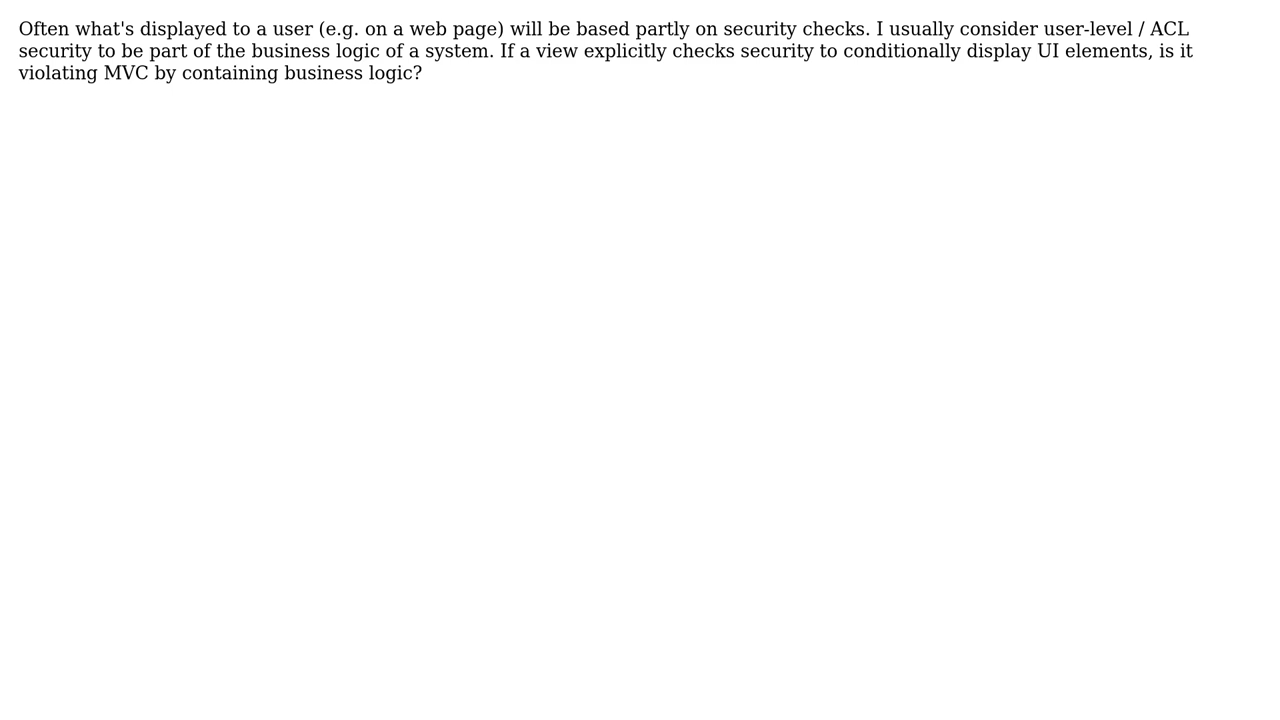 Often what's displayed to a user (e.g. on a web page) will be based partly on security checks. I usually consider user-level / ACL
security to be part of the business logic of a system. If a view explicitly checks security to conditionally display UI elements, is it
violating MVC by containing business logic?